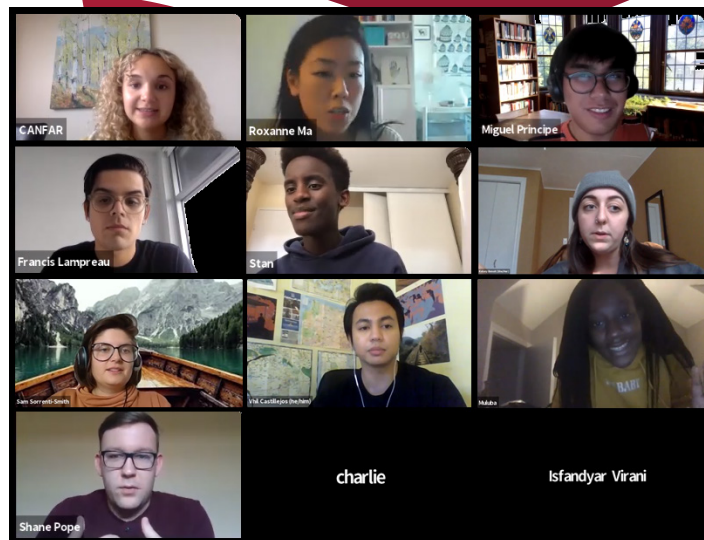 CANFAR
Roxanne Ma
Miguel Principe
Francis Lampreau
Stan
Sam Sorrenti-Smith
Vhil Castillejos (he/him)
Muluba
Shane Pope
charlie
Isfandyar Virani